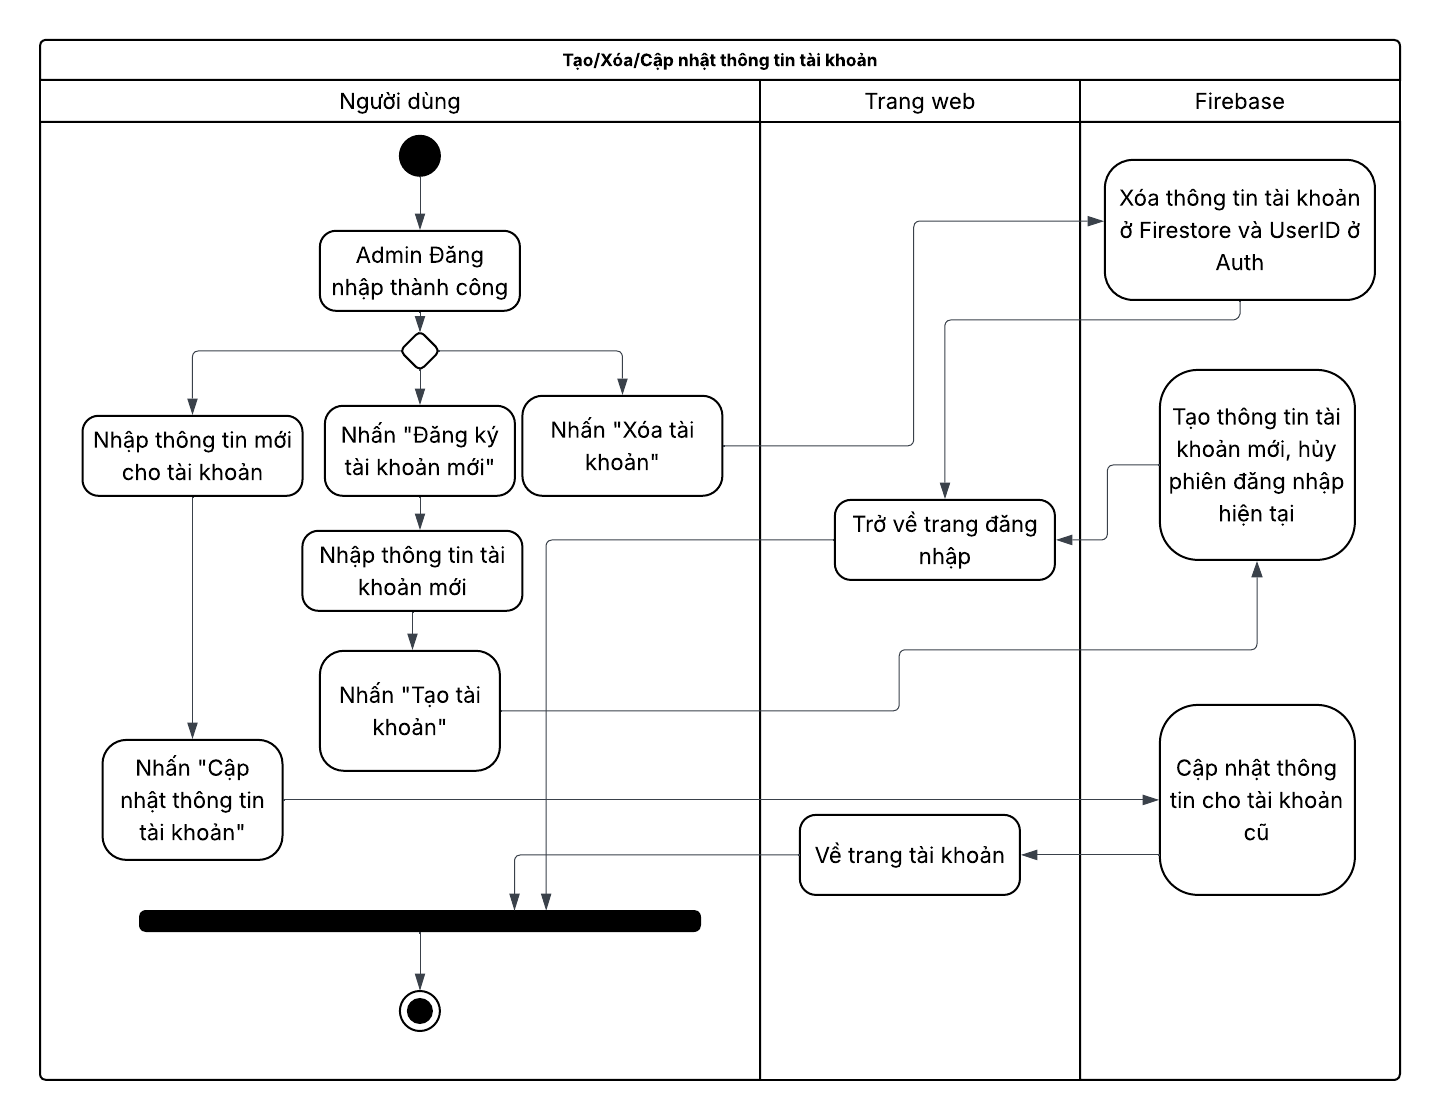 Tạo/Xóa/Cập nhật thông tin tài khoản
Người dùng
Trang web
Firebase
Admin Đăng
nhập thành công
Nhập thông tin mới
cho tài khoản
Nhấn "Đăng ký
tài khoản mới"
Nhấn "Xóa tài
khoản"
Nhập thông tin tài
khoản mới
Nhấn "Tạo tài
khoản"
Nhấn "Cập
nhật thông tin
tài khoản"
Trở về trang đăng
nhập
Về trang tài khoản
Xóa thông tin tài khoản
ở Firestore và UserID ở
Auth
Tạo thông tin tài
khoản mới, hủy
phiên đăng nhập
hiện tại
Cập nhật thông
tin cho tài khoản
cũ